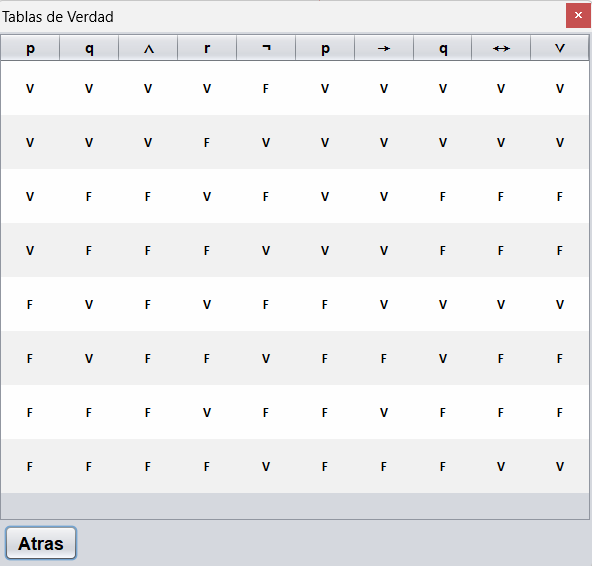 Tablas de Verdad
p q ∧ r ¬ p → q ↔ ∨
V V V V F V V V V V
V V V F V V V V V V
V F F V F V V F F F
V F F F V V V F F F
F V F V F F V V V V
F V F F V F F V F F
F F F V F F V F F F
F F F F V F F F V V
Atras